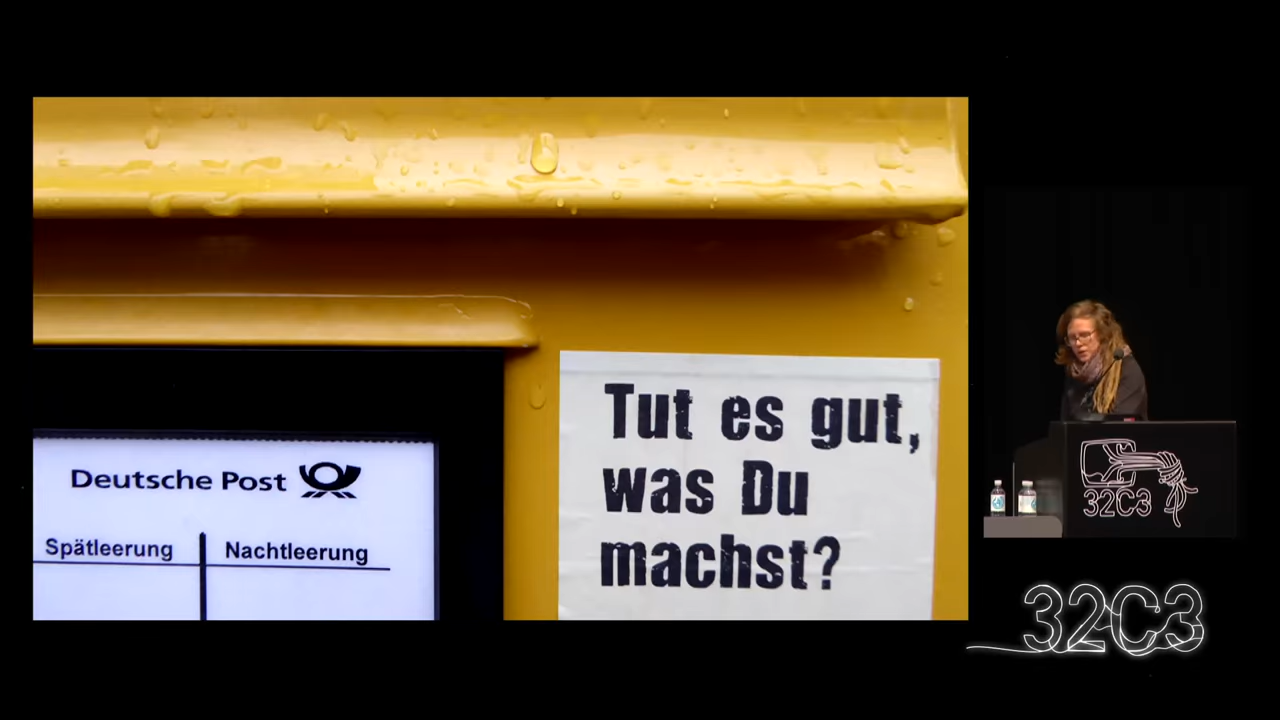 Deutsche Post
Spätleerung
Nachtleerung
Tut es gut,
was Du
machst?
32C3
32C3